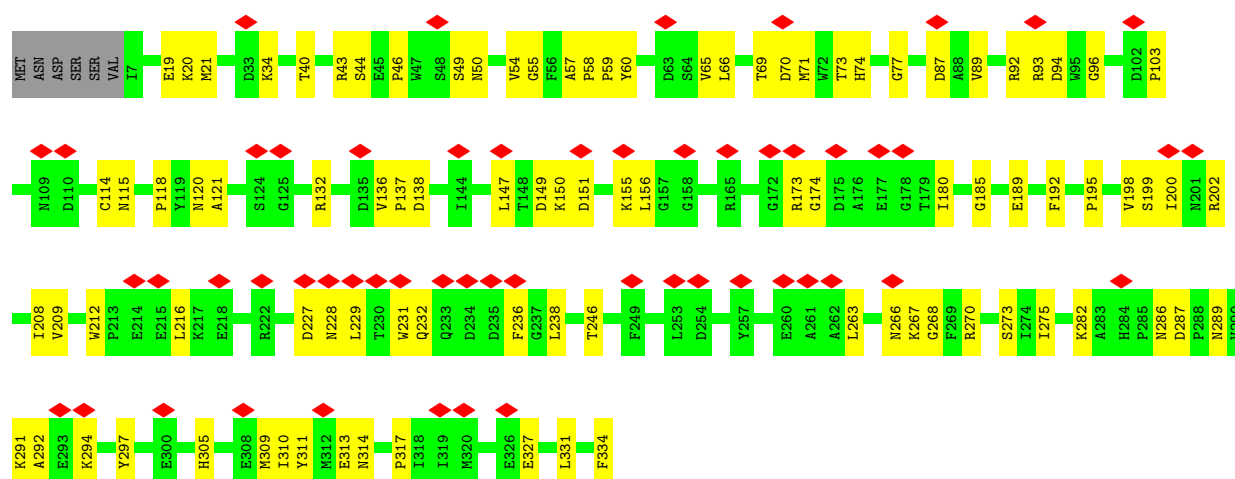 MET ASN ASP SER SER VAL I7 E19 K20 M21 D33 K34 T40 R43 S44 E45 P46 W47 S48 S49 N50 V54 G55 F56 A57 P58 P59 Y60 D63 S64 V65 L66 T69 D70 M71 W72 T73 H74 G77 D87 A88 V89 R92 R93 D94 W95 G96 D102 P103
N109 D110 C114 N115 P118 Y119 N120 A121 S124 G125 R132 D135 V136 P137 D138 I144 L147 T148 D149 K150 D151 K155 L156 G157 G158 R165 G172 R173 G174 D175 A176 E177 G178 T179 I180 G185 E189 F192 P195 V198 S199 I200 N201 R202
I208 V209 W212 P213 E214 E215 L216 K217 E218 R222 D227 N228 L229 T230 W231 Q232 Q233 D234 D235 F236 G237 L238 T246 F249 L253 D254 Y257 E260 A261 A262 L263 N266 K267 G268 F269 R270 S273 I274 I275 K282 A283 H284 P285 N286 D287 P288 N289
K291 A292 E293 K294 Y297 E300 H305 E308 M309 I310 Y311 M312 E313 N314 P317 I318 I319 M320 E326 E327 L331 F334